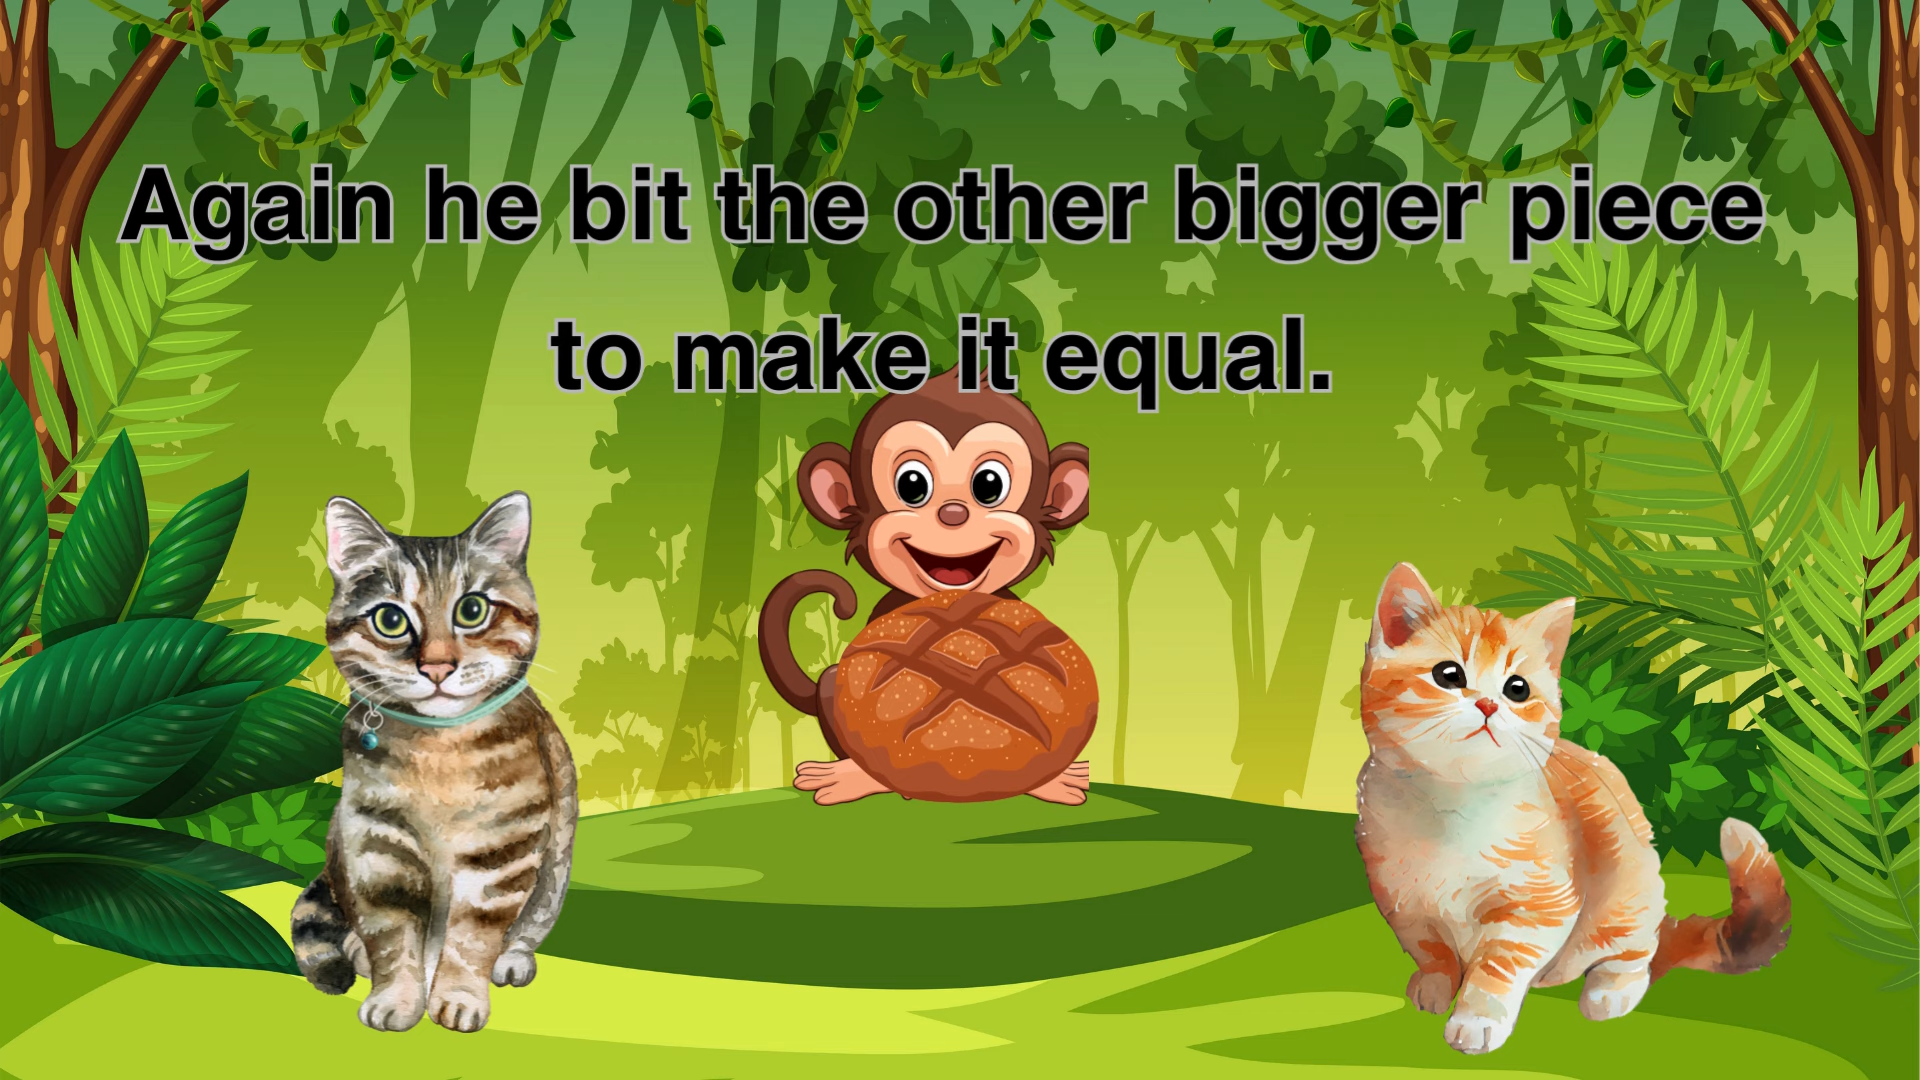 Again he bit the other bigger piece
to make it equal.